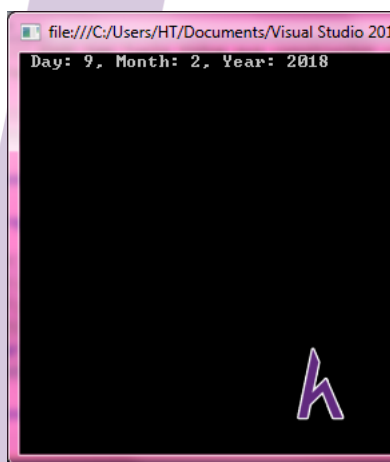 file:///C:/Users/HT/Documents/Visual Studio 201
Day: 9, Month: 2, Year: 2018